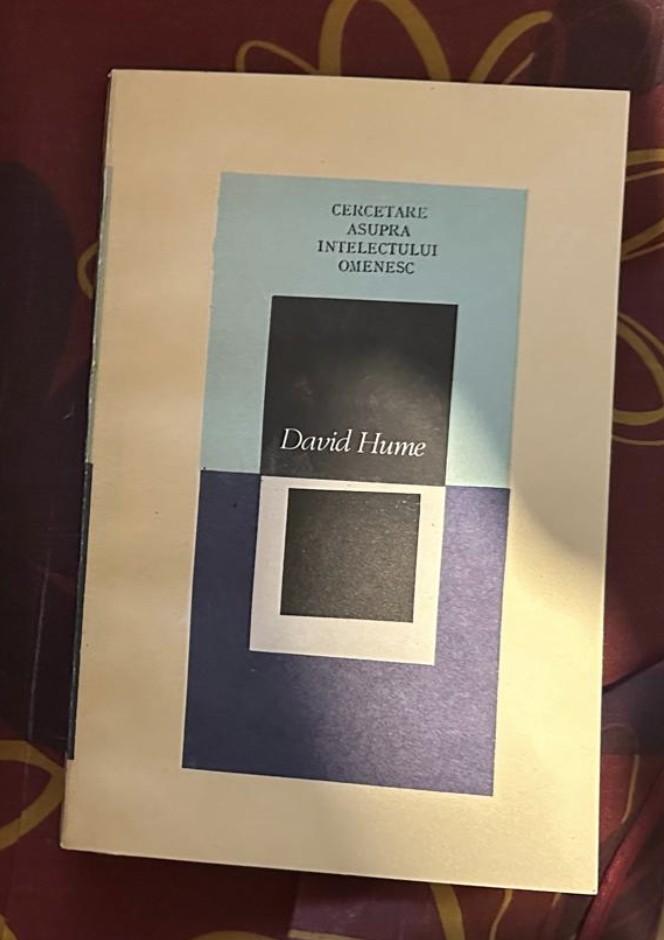 CERCETARE
ASUPRA
INTELECTULUI
OMENESC
David Hume